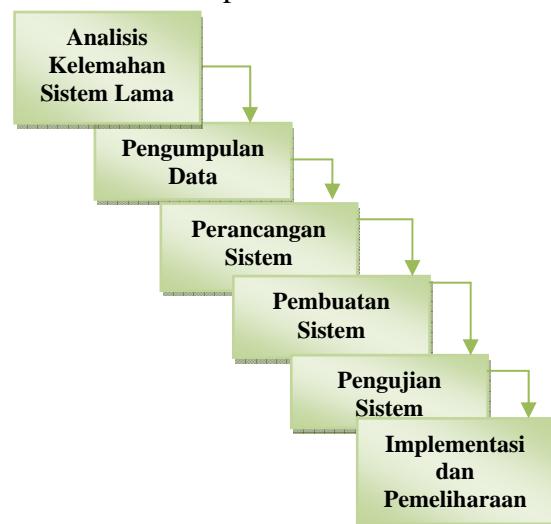 Analisis
Kelemahan
Sistem Lama
Pengumpulan
Data
Perancangan
Sistem
Pembuatan
Sistem
Pengujian
Sistem
Implementasi
dan
Pemeliharaan